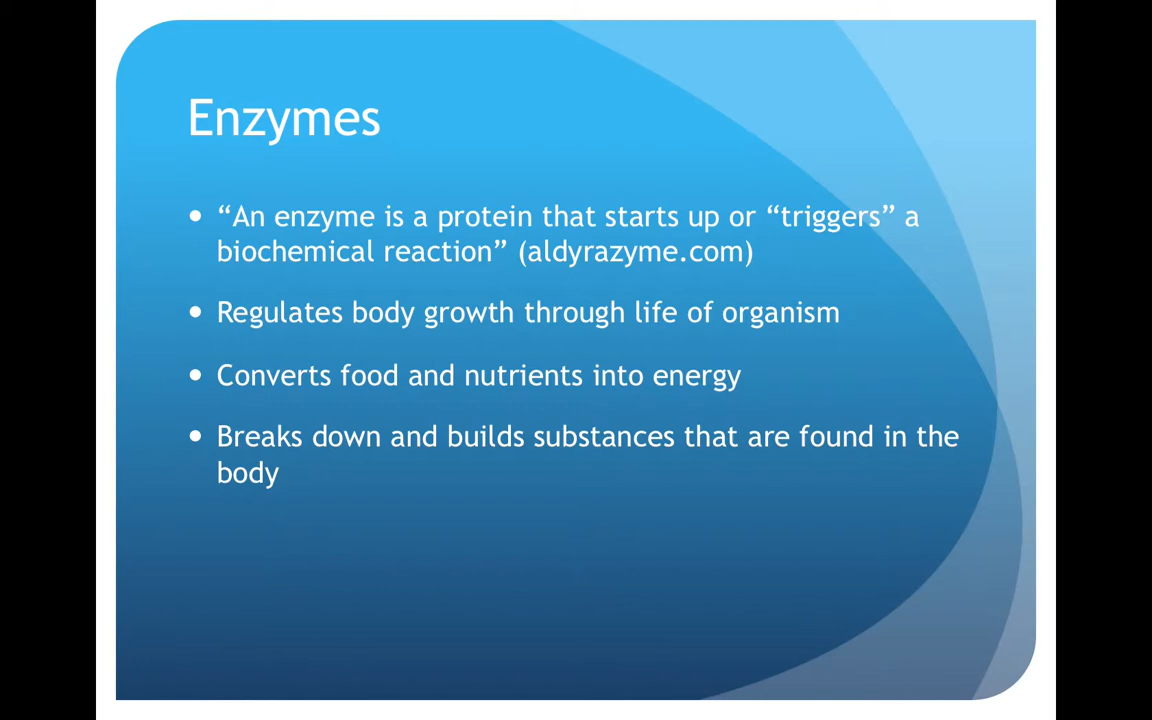 Enzymes
• “An enzyme is a protein that starts up or “triggers” a
biochemical reaction” (aldyrazyme.com)
• Regulates body growth through life of organism
• Converts food and nutrients into energy
• Breaks down and builds substances that are found in the
body